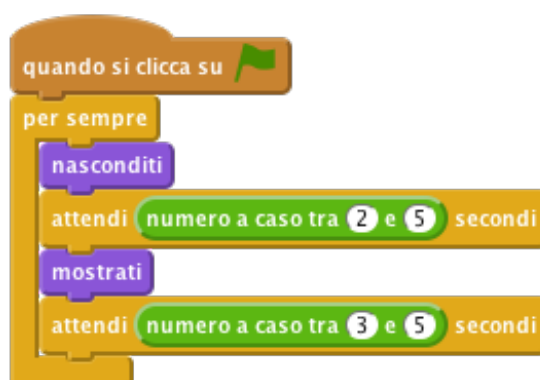 quando si clicca su
per sempre
nasconditi
attendi numero a caso tra 2 e 5 secondi
mostrati
attendi numero a caso tra 3 e 5 secondi